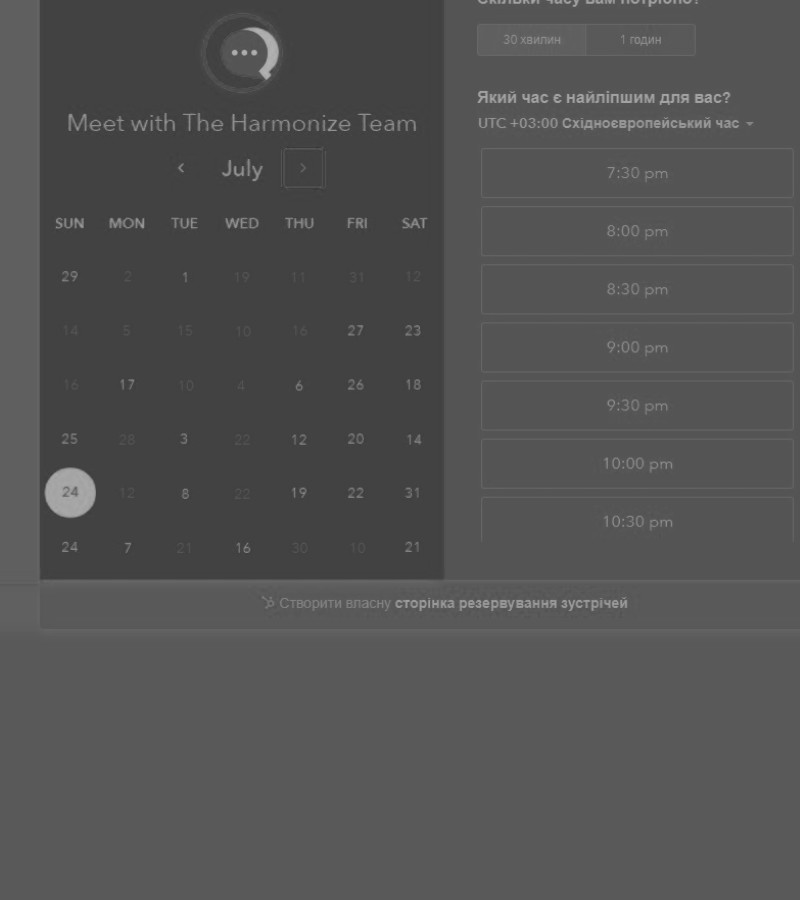 Скільки часу вам потрібно?
30 хвилин 1 годин
Meet with The Harmonize Team
July
SUN MON TUE WED THU FRI SAT
29 2 1 19 11 31 12
14 5 15 10 16 27 23
16 17 10 4 6 26 18
25 28 3 22 12 20 14
24 12 8 22 19 22 31
24 7 21 16 30 10 21
Який час є найліпшим для вас?
UTC +03:00 Східноєвропейський час
7:30 pm
8:00 pm
8:30 pm
9:00 pm
9:30 pm
10:00 pm
10:30 pm
Створити власну сторінка резервування зустрічей